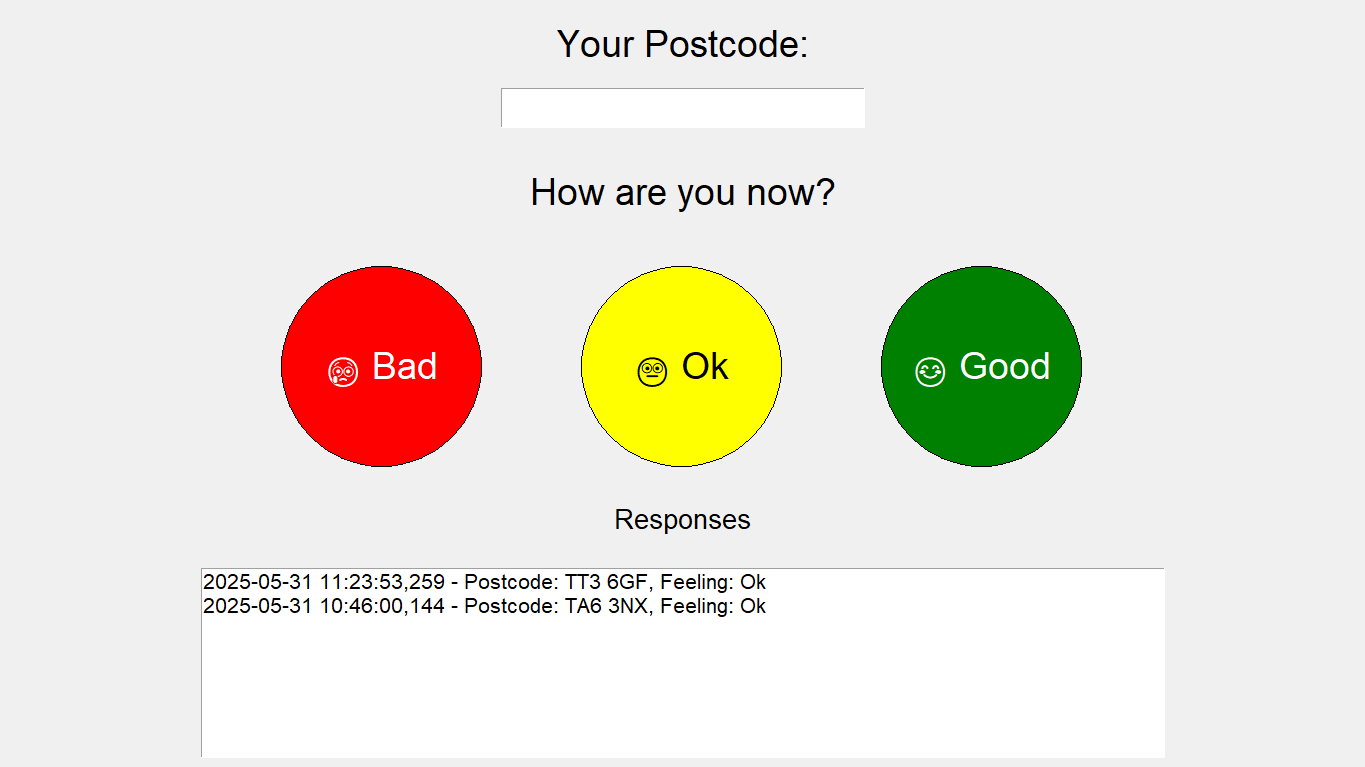 Your Postcode:
How are you now?
Bad
Ok
Good
Responses
2025-05-31 11:23:53,259 - Postcode: TT3 6GF, Feeling: Ok
2025-05-31 10:46:00,144 - Postcode: TA6 3NX, Feeling: Ok